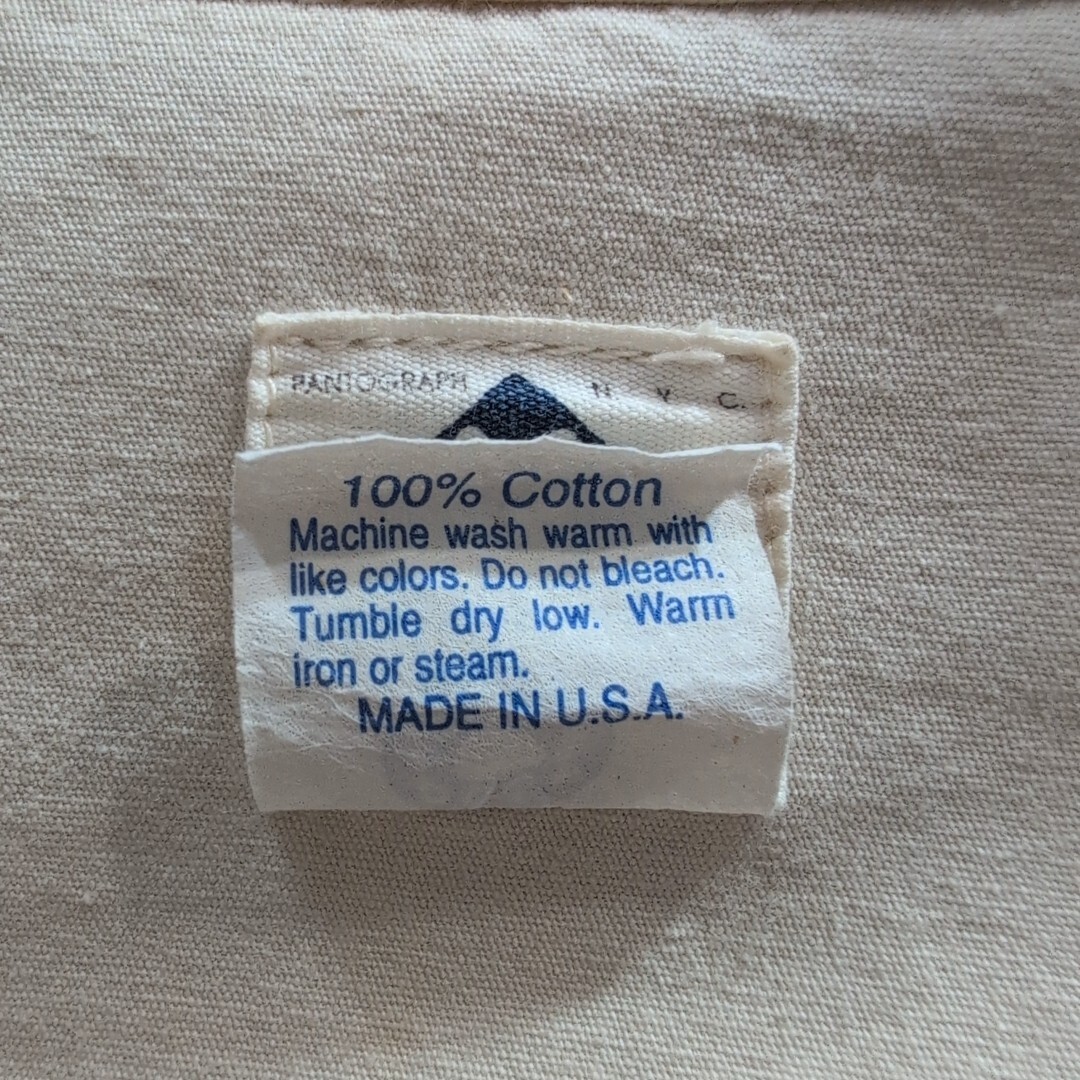 PANTOGRAPH N Y C.
100% Cotton
Machine wash warm with
like colors. Do not bleach.
Tumble dry low. Warm
iron or steam.
MADE IN U.S.A.